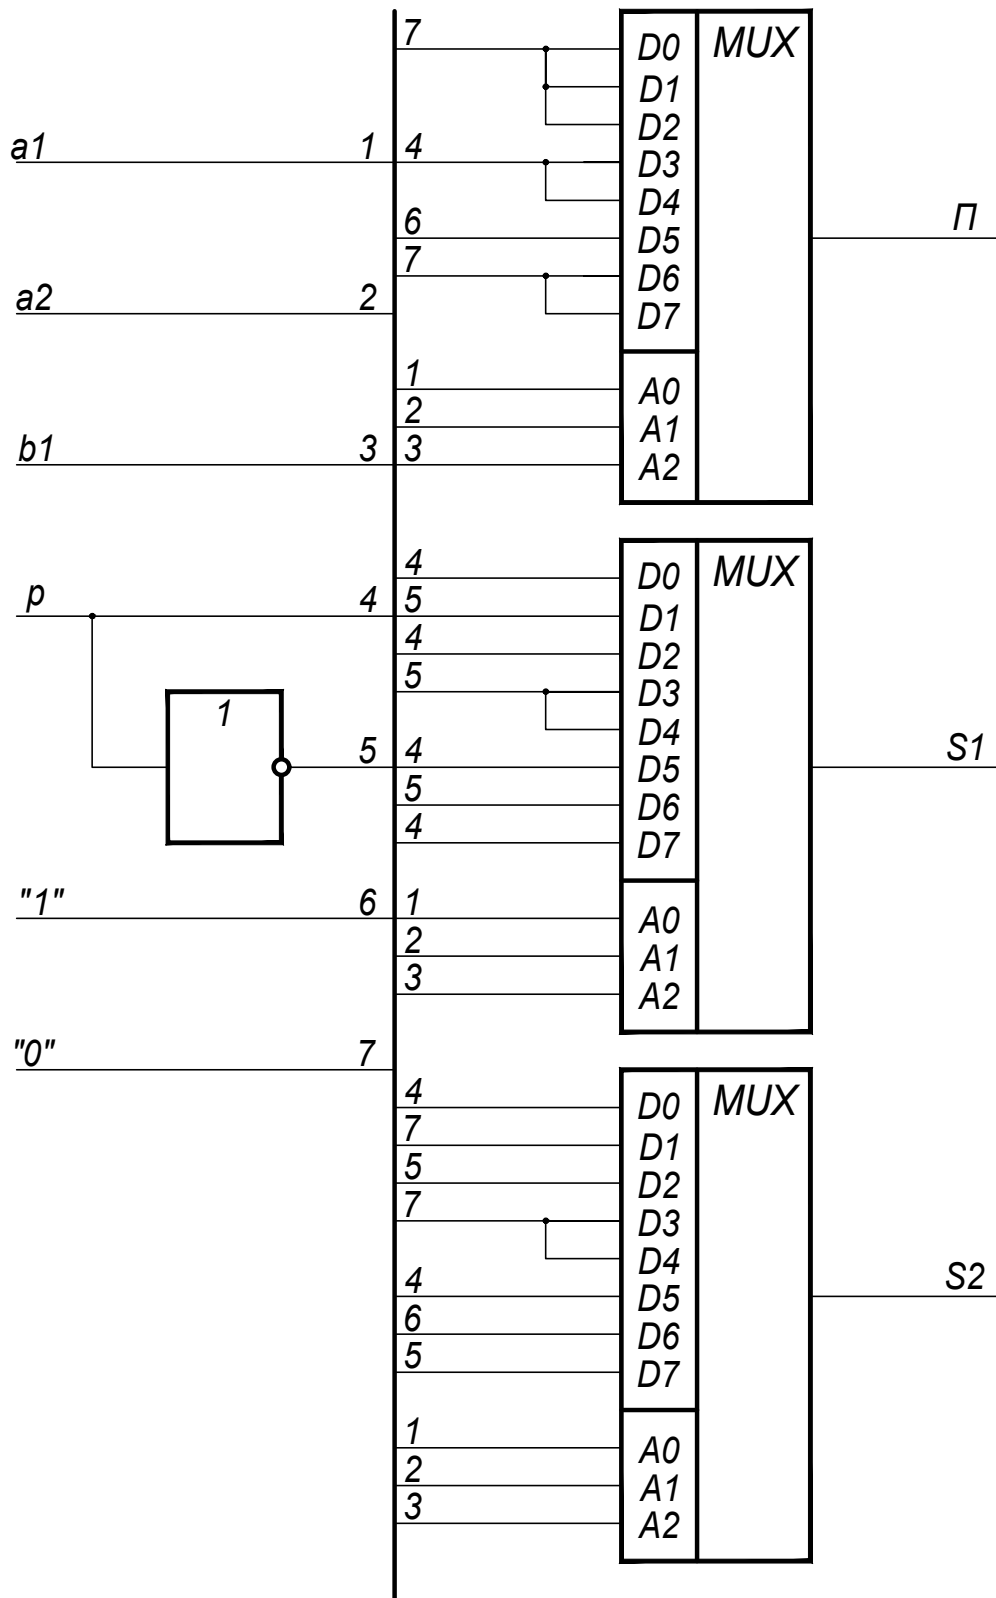 7 D0 MUX
D1
D2
a1 1 4 D3
D4
6 D5 П
7 D6
a2 2 D7
1 A0
2 A1
b1 3 3 A2
4 D0 MUX
p 4 5 D1
4 D2
5 D3
1 D4
5 4 D5 S1
5 D6
4 D7
"1" 6 1 A0
2 A1
3 A2
"0" 7
4 D0 MUX
7 D1
5 D2
7 D3
D4
4 D5 S2
6 D6
5 D7
1 A0
2 A1
3 A2